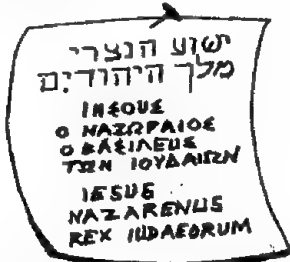 ישוע הנצרי
מלך היהודים
ΙΗΣΟΥΣ
Ο ΝΑΖΩΡΑΙΟΣ
Ο ΒΑΣΙΛΕΥΣ
ΤΩΝ ΙΟΥΔΑΙΩΝ
IESUS
NAZARENUS
REX IUDAEORUM